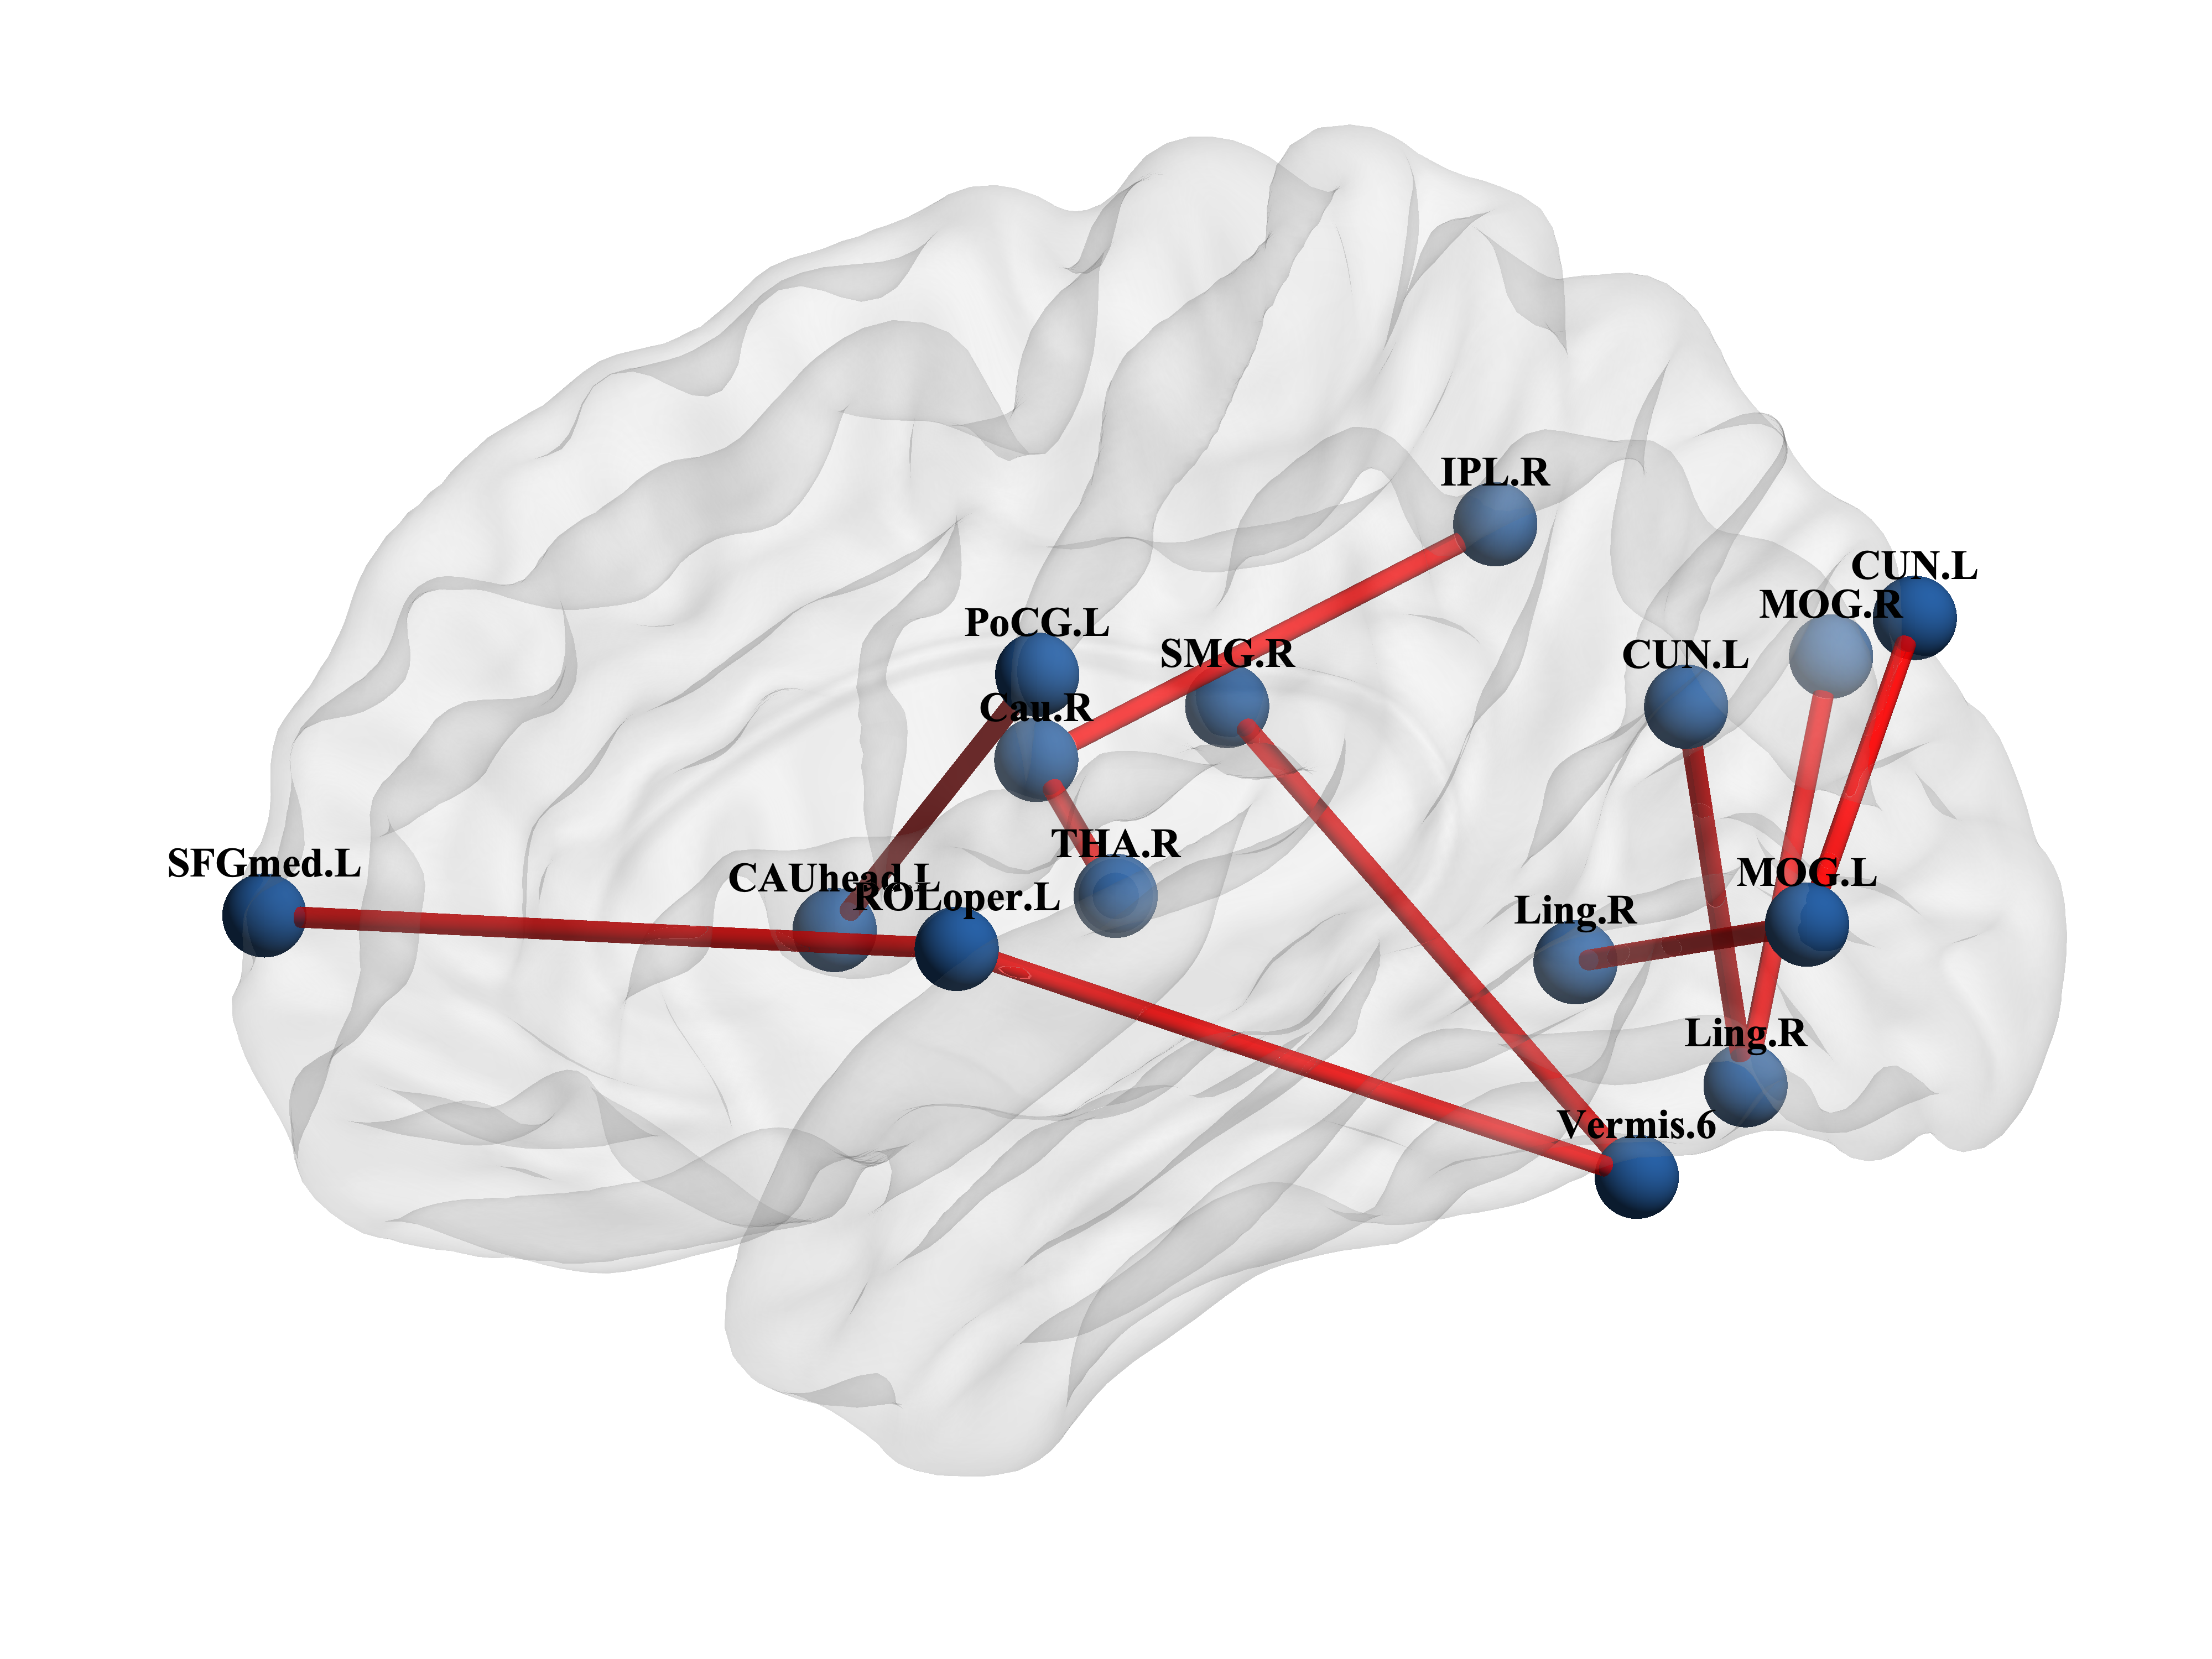 IPL.R
CUN.L
MOG.R
PoCG.L
SMG.R
CUN.L
Cau.R
THA.R
SFGmed.L
CAUhead.L
MOG.L
ROLoper.L
Ling.R
Ling.R
Vermis.6